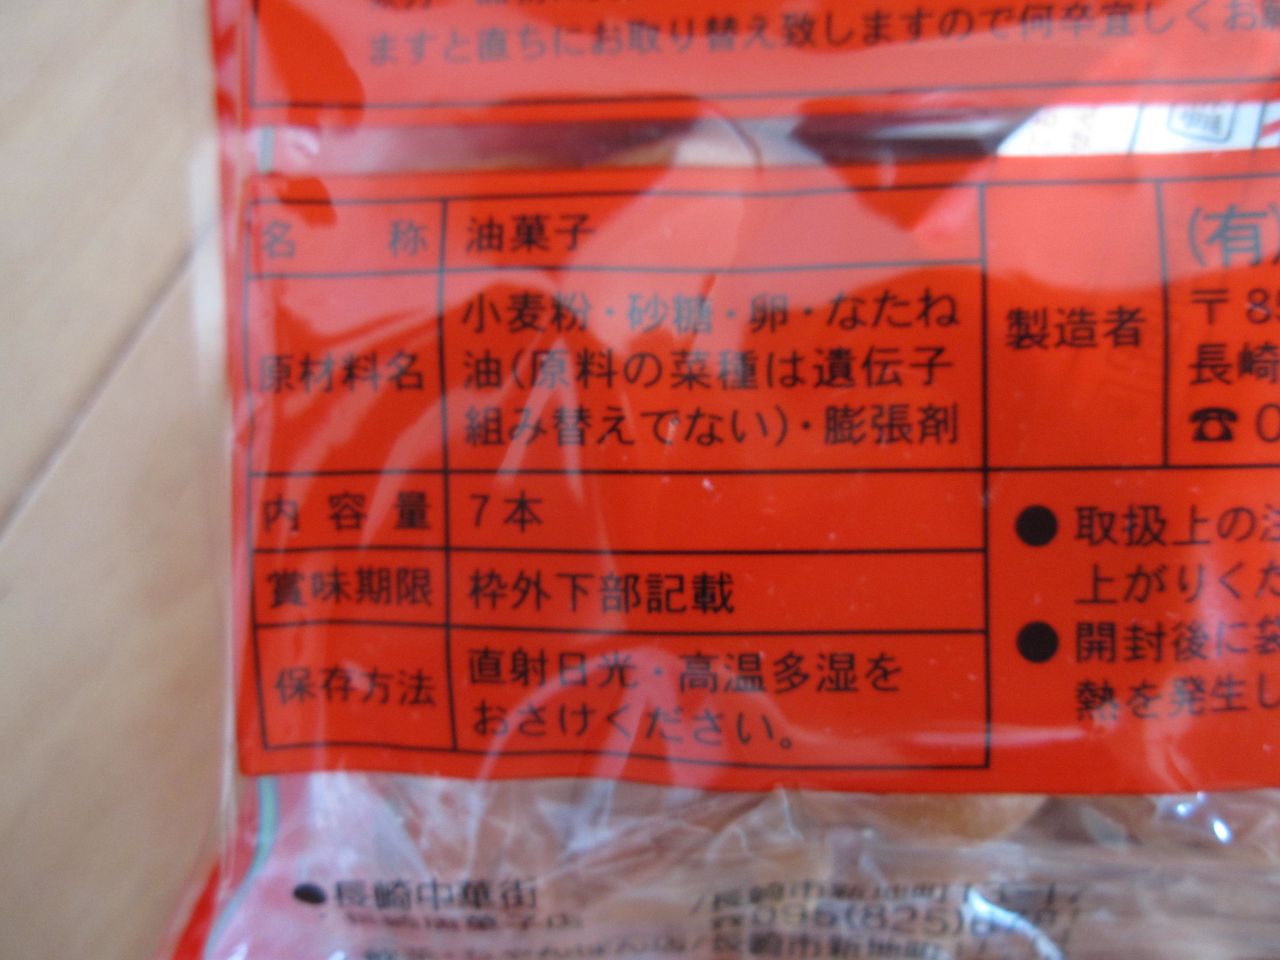 ますと直ちにお取り替え致しますので何卒宜しくお願
名 称 油菓子
原材料名 小麦粉・砂糖・卵・なたね
油(原料の菜種は遺伝子
組み替えでない)・膨張剤
内 容 量 7本
賞味期限 枠外下部記載
保存方法 直射日光・高温多湿を
おさけください。
製造者
(有)
〒85
長崎
☎0
●取扱上の注
上がりくだ
●開封後に袋
熱を発生し
●長崎中華街